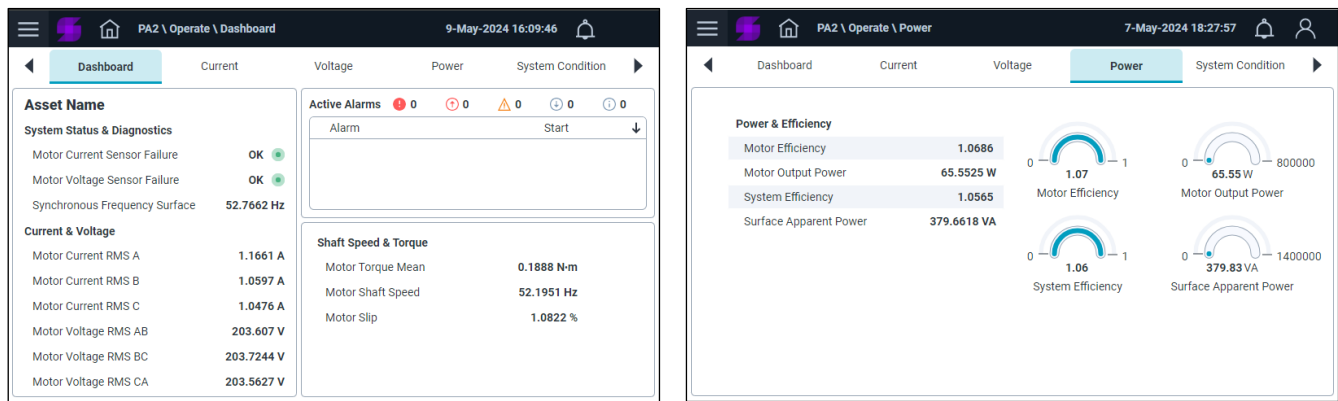 PA2 \ Operate \ Dashboard 9-May-2024 16:09:46
Dashboard Current Voltage Power System Condition
Asset Name
System Status & Diagnostics
Motor Current Sensor Failure OK
Motor Voltage Sensor Failure OK
Synchronous Frequency Surface 52.7662 Hz
Current & Voltage
Motor Current RMS A 1.1661 A
Motor Current RMS B 1.0597 A
Motor Current RMS C 1.0476 A
Motor Voltage RMS AB 203.607 V
Motor Voltage RMS BC 203.7244 V
Motor Voltage RMS CA 203.5627 V
Active Alarms 0 0 0 0 0
Alarm Start
Shaft Speed & Torque
Motor Torque Mean 0.1888 N·m
Motor Shaft Speed 52.1951 Hz
Motor Slip 1.0822 %
PA2 \ Operate \ Power 7-May-2024 18:27:57
Dashboard Current Voltage Power System Condition
Power & Efficiency
Motor Efficiency 1.0686
Motor Output Power 65.5525 W
System Efficiency 1.0565
Surface Apparent Power 379.6618 VA
0 1
1.07
Motor Efficiency
0 800000
65.55 W
Motor Output Power
0 1
1.06
System Efficiency
0 1400000
379.83 VA
Surface Apparent Power